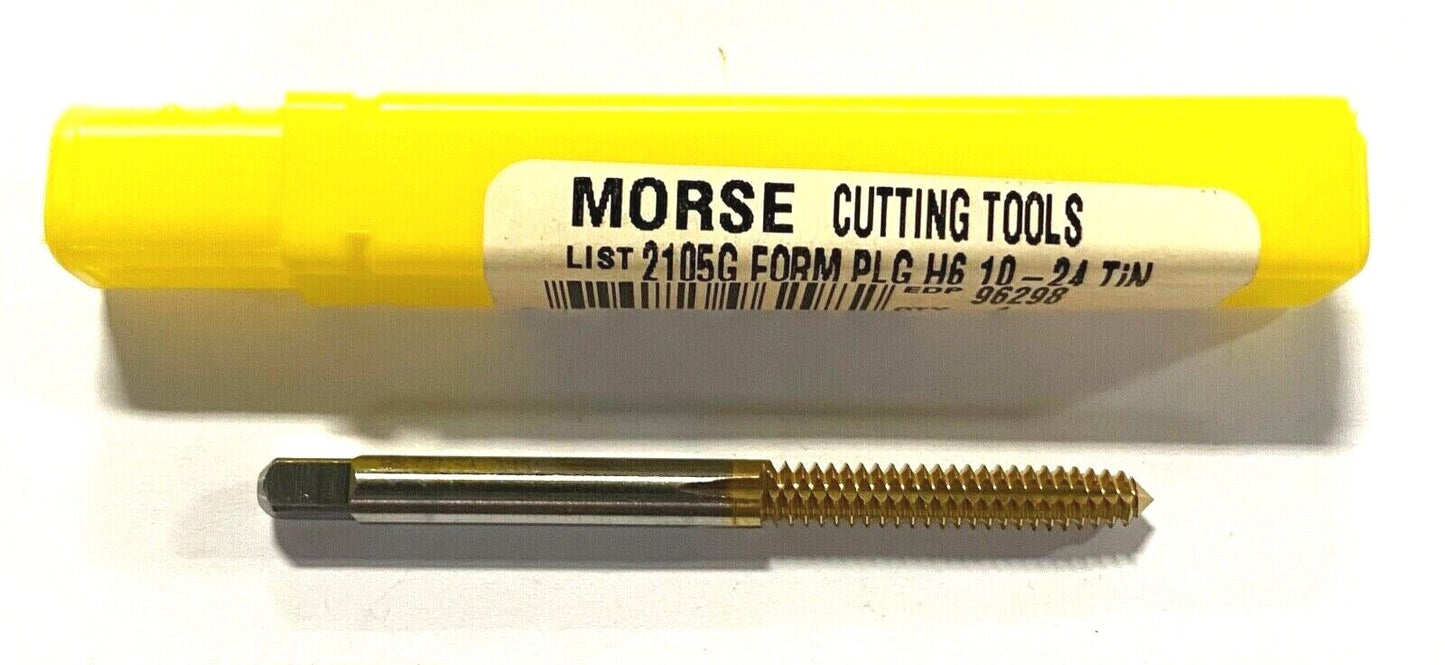 MORSE CUTTING TOOLS
LIST 2105G FORM PLG H6 10-24 TiN
EDP 96298